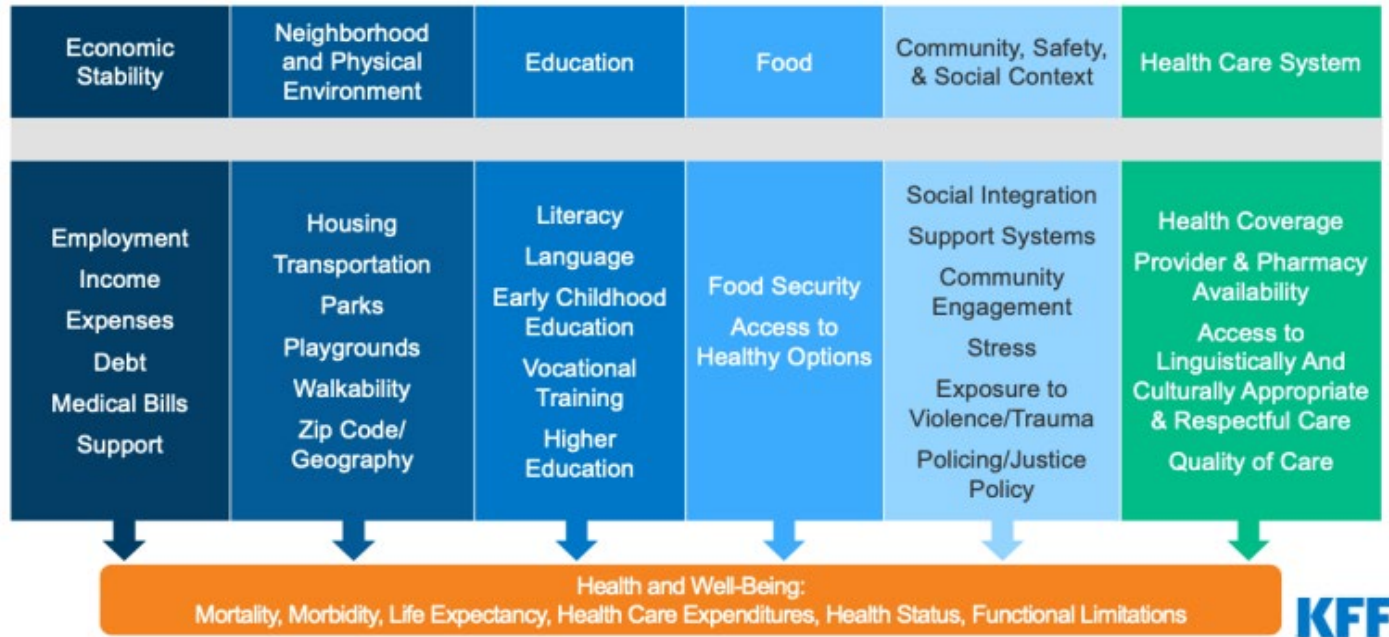 Economic
Stability
Neighborhood
and Physical
Environment
Education
Food
Community, Safety,
& Social Context
Health Care System
Employment
Income
Expenses
Debt
Medical Bills
Support
Housing
Transportation
Parks
Playgrounds
Walkability
Zip Code/
Geography
Literacy
Language
Early Childhood
Education
Vocational
Training
Higher
Education
Food Security
Access to
Healthy Options
Social Integration
Support Systems
Community
Engagement
Stress
Exposure to
Violence/Trauma
Policing/Justice
Policy
Health Coverage
Provider & Pharmacy
Availability
Access to
Linguistically And
Culturally Appropriate
& Respectful Care
Quality of Care
Health and Well-Being:
Mortality, Morbidity, Life Expectancy, Health Care Expenditures, Health Status, Functional Limitations
KFF